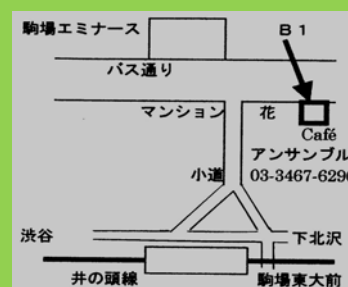 駒場エミナース
B1
バス通り
マンション
花
Café
アンサンブル
小道
03-3467-6296
渋谷
下北沢
井の頭線
駒場東大前